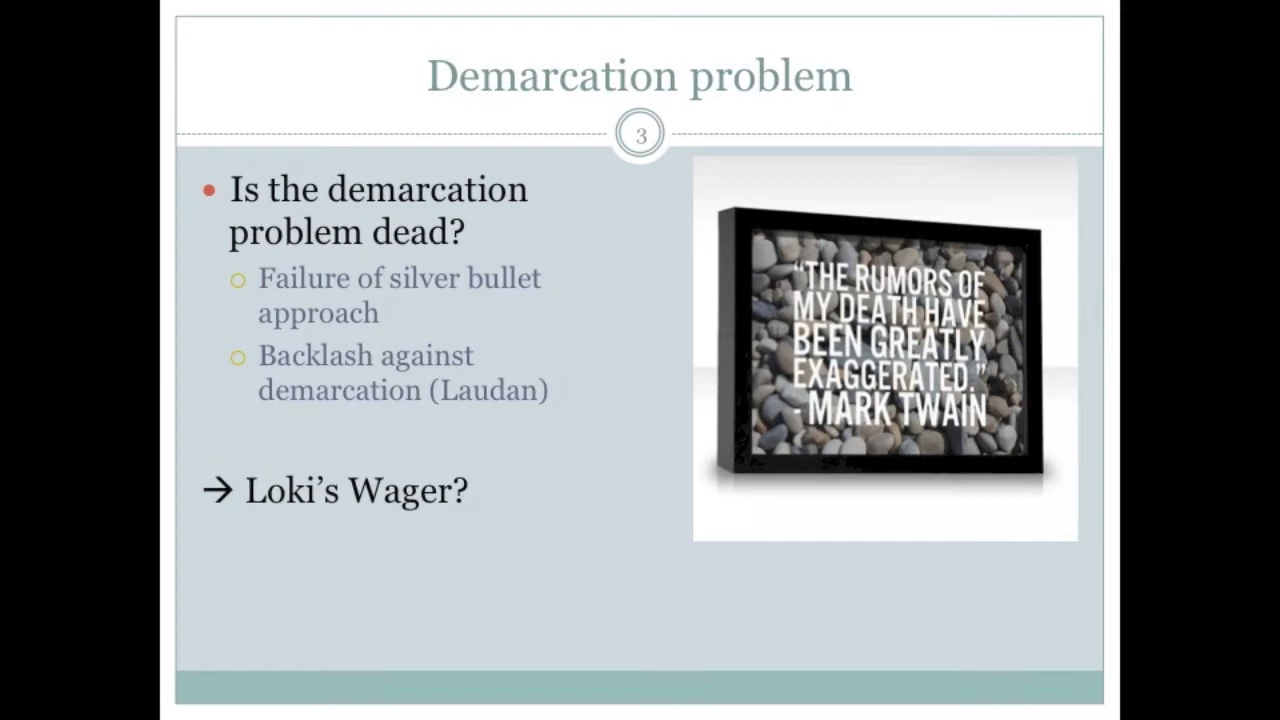 Demarcation problem
3
• Is the demarcation
problem dead?
○ Failure of silver bullet
approach
○ Backlash against
demarcation (Laudan)
→ Loki’s Wager?
“THE RUMORS OF
MY DEATH HAVE
BEEN GREATLY
EXAGGERATED.”
- MARK TWAIN